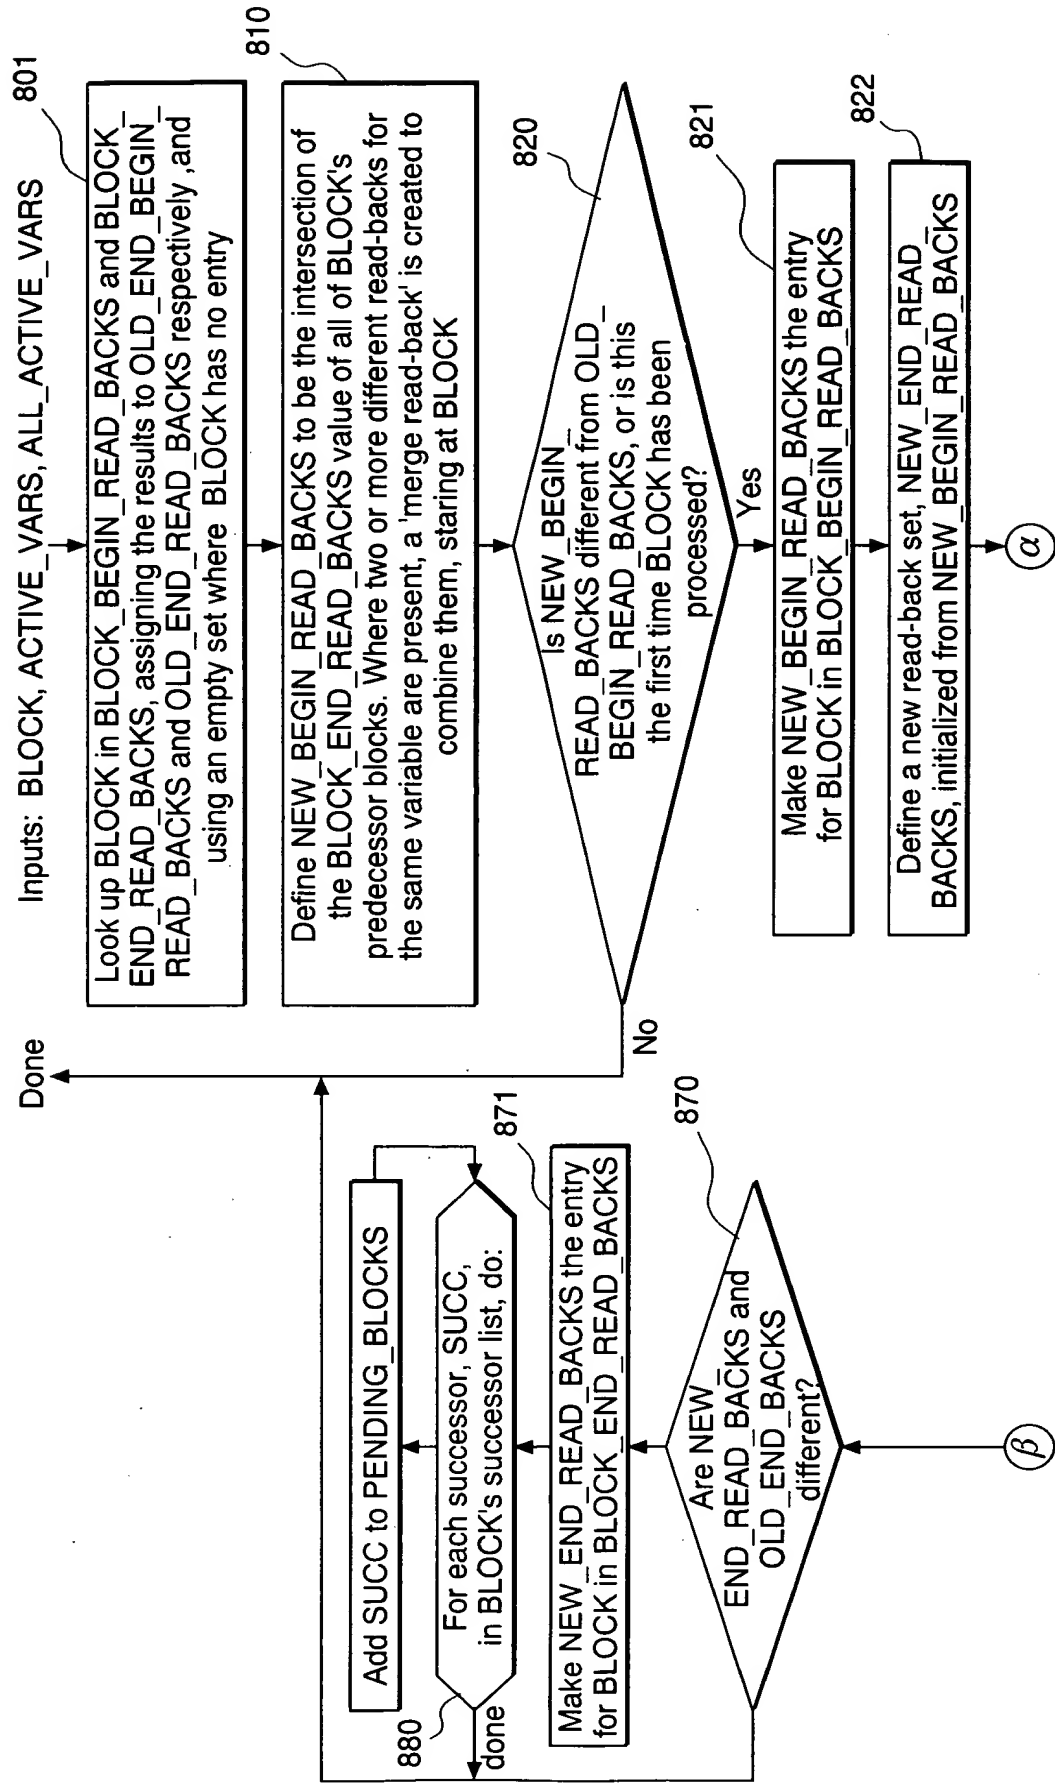 Inputs: BLOCK, ACTIVE_VARS, ALL_ACTIVE_VARS
801
Look up BLOCK in BLOCK_BEGIN_READ_BACKS and BLOCK_
END_READ_BACKS, assigning the results to OLD_END_BEGIN_
READ_BACKS and OLD_END_READ_BACKS respectively ,and
using an empty set where BLOCK has no entry
810
Define NEW_BEGIN_READ_BACKS to be the intersection of
the BLOCK_END_READ_BACKS value of all of BLOCK's
predecessor blocks. Where two or more different read-backs for
the same variable are present, a 'merge read-back' is created to
combine them, staring at BLOCK
820
Is NEW_BEGIN_
READ_BACKS different from OLD_
BEGIN_READ_BACKS, or is this
the first time BLOCK has been
processed?
Yes
No
Done
821
Make NEW_BEGIN_READ_BACKS the entry
for BLOCK in BLOCK_BEGIN_READ_BACKS
822
Define a new read-back set, NEW_END_READ_
BACKS, initialized from NEW_BEGIN_READ_BACKS
α
Add SUCC to PENDING_BLOCKS
For each successor, SUCC,
in BLOCK's successor list, do:
880
done
871
Make NEW_END_READ_BACKS the entry
for BLOCK in BLOCK_END_READ_BACKS
870
Are NEW_
END_READ_BACKS and
OLD_END_BACKS
different?
β